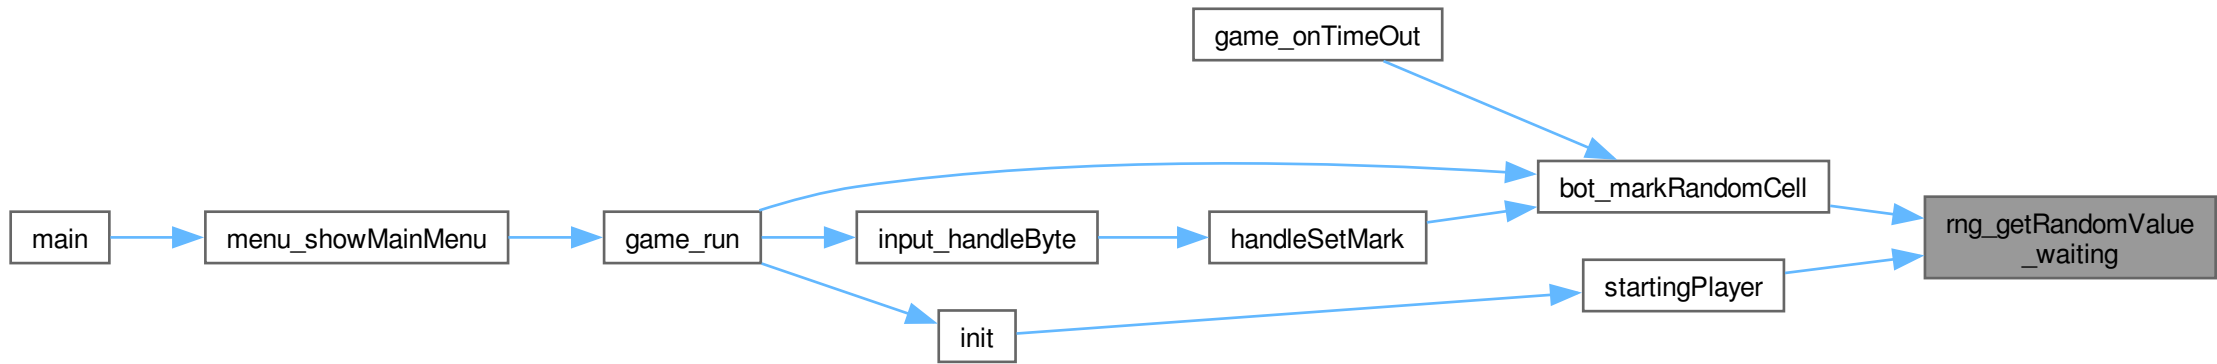 game_onTimeOut
bot_markRandomCell
rng_getRandomValue
_waiting
main
menu_showMainMenu
game_run
input_handleByte
handleSetMark
startingPlayer
init